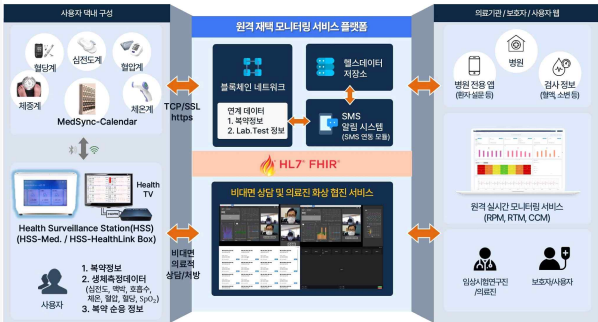 사용자 댁내 구성
혈당계
심전도계
혈압계
체중계
체온계
MedSync-Calendar
Health
TV
Health Surveillance Station(HSS)
(HSS-Med. / HSS-HealthLink Box)
사용자
1. 복약정보
2. 생체측정데이터
(심전도, 맥박, 호흡수,
체온, 혈압, 혈당, SpO₂)
3. 복약 순응 정보
TCP/SSL
https
비대면
의료적
상담/처방
원격 재택 모니터링 서비스 플랫폼
블록체인 네트워크
헬스데이터
저장소
연계 데이터
1. 복약정보
2. Lab.Test 정보
SMS
알림 시스템
(SMS 연동 모듈)
HL7® FHIR®
비대면 상담 및 의료진 화상 협진 서비스
의료기관 / 보호자 / 사용자 웹
병원
병원 전용 앱
(환자 설문 등)
검사 정보
(혈액, 소변 등)
원격 실시간 모니터링 서비스
(RPM, RTM, CCM)
임상시험연구진
/의료진
보호자/사용자